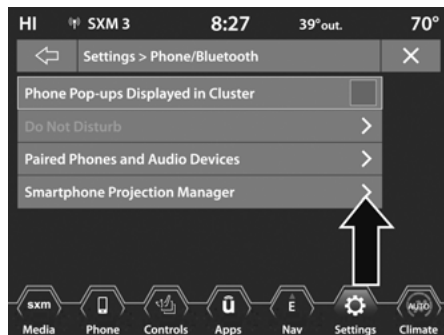 HI SXM 3 8:27 39°out. 70°
Settings > Phone/Bluetooth
Phone Pop-ups Displayed in Cluster
Do Not Disturb
Paired Phones and Audio Devices
Smartphone Projection Manager
sxm û E AUTO
Media Phone Controls Apps Nav Settings Climate